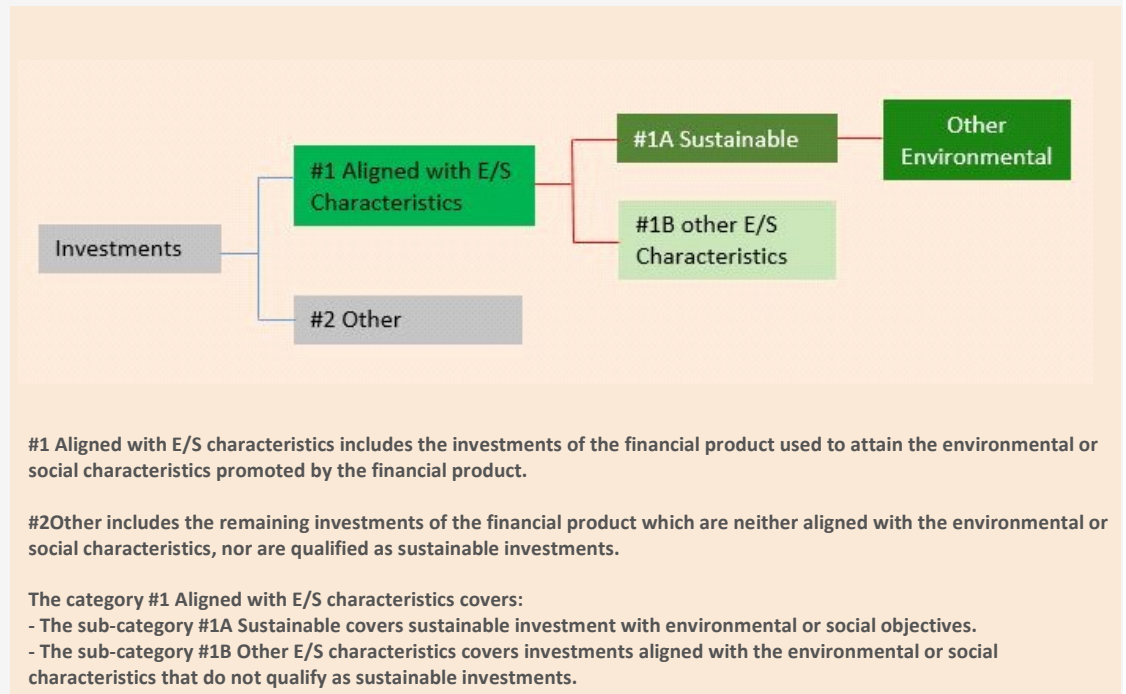 Other
Environmental
#1A Sustainable
#1 Aligned with E/S
Characteristics
#1B other E/S
Characteristics
Investments
#2 Other
#1 Aligned with E/S characteristics includes the investments of the financial product used to attain the environmental or
social characteristics promoted by the financial product.
#2Other includes the remaining investments of the financial product which are neither aligned with the environmental or
social characteristics, nor are qualified as sustainable investments.
The category #1 Aligned with E/S characteristics covers:
- The sub-category #1A Sustainable covers sustainable investment with environmental or social objectives.
- The sub-category #1B Other E/S characteristics covers investments aligned with the environmental or social
characteristics that do not qualify as sustainable investments.